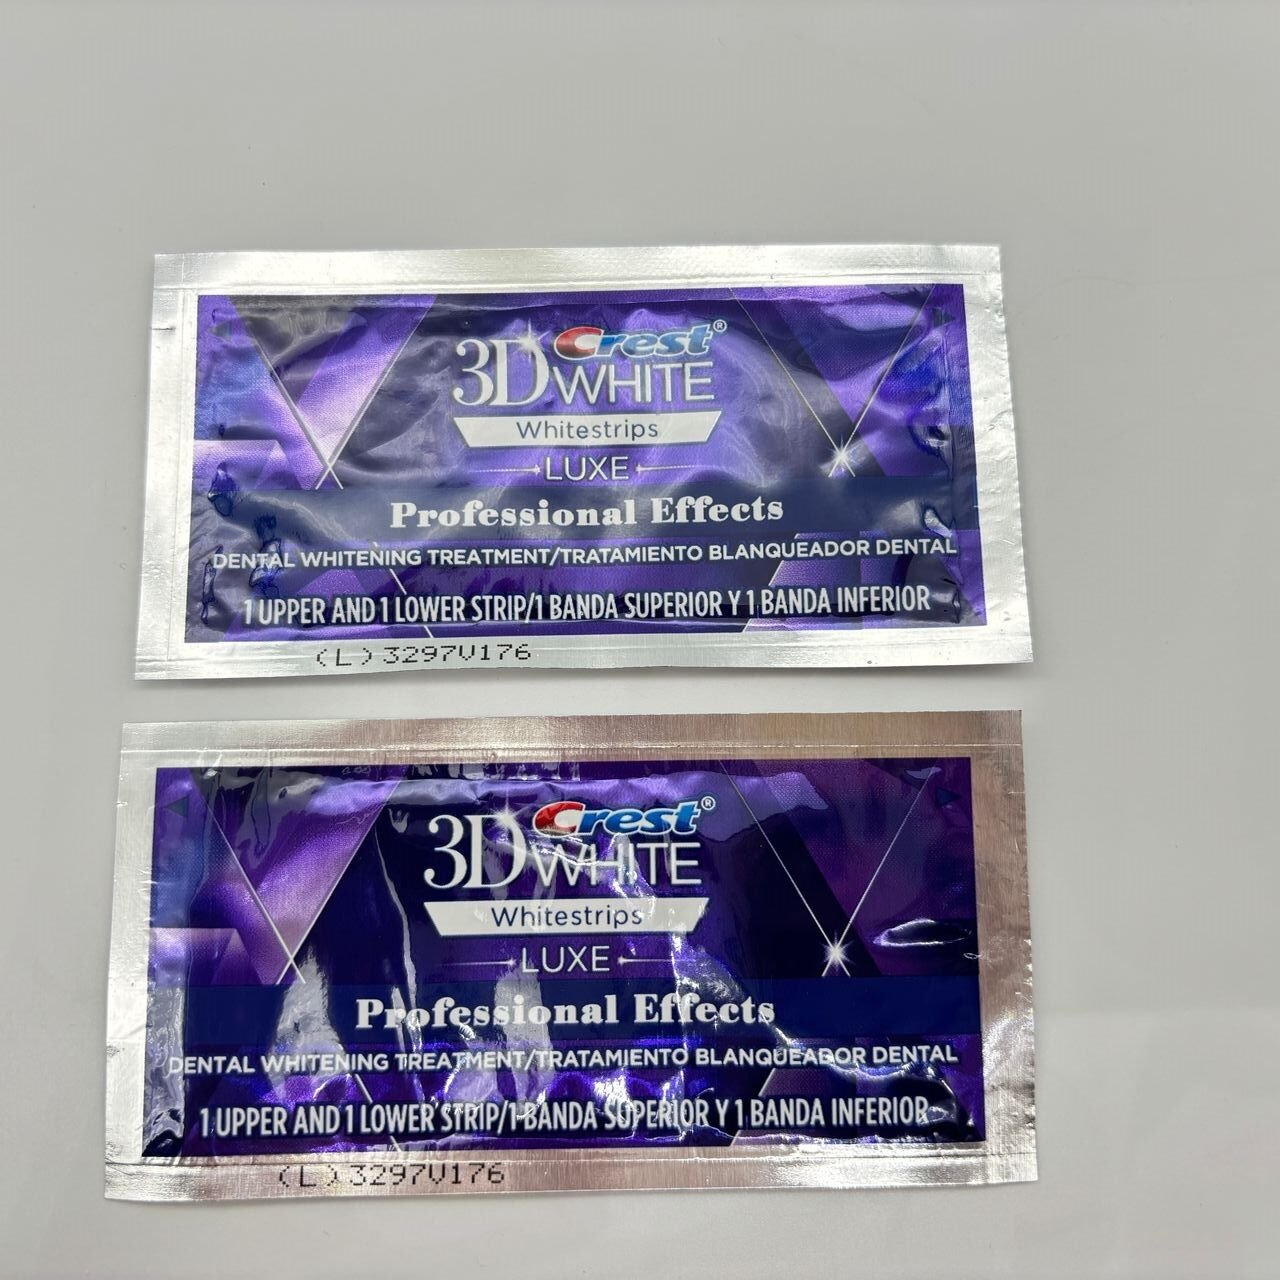 Crest®
3D WHITE
Whitestrips
LUXE
Professional Effects
DENTAL WHITENING TREATMENT/TRATAMIENTO BLANQUEADOR DENTAL
1 UPPER AND 1 LOWER STRIP/1 BANDA SUPERIOR Y 1 BANDA INFERIOR
(L)3297V176
Crest®
3D WHITE
Whitestrips
LUXE
Professional Effects
DENTAL WHITENING TREATMENT/TRATAMIENTO BLANQUEADOR DENTAL
1 UPPER AND 1 LOWER STRIP/1 BANDA SUPERIOR Y 1 BANDA INFERIOR
(L)3297V176